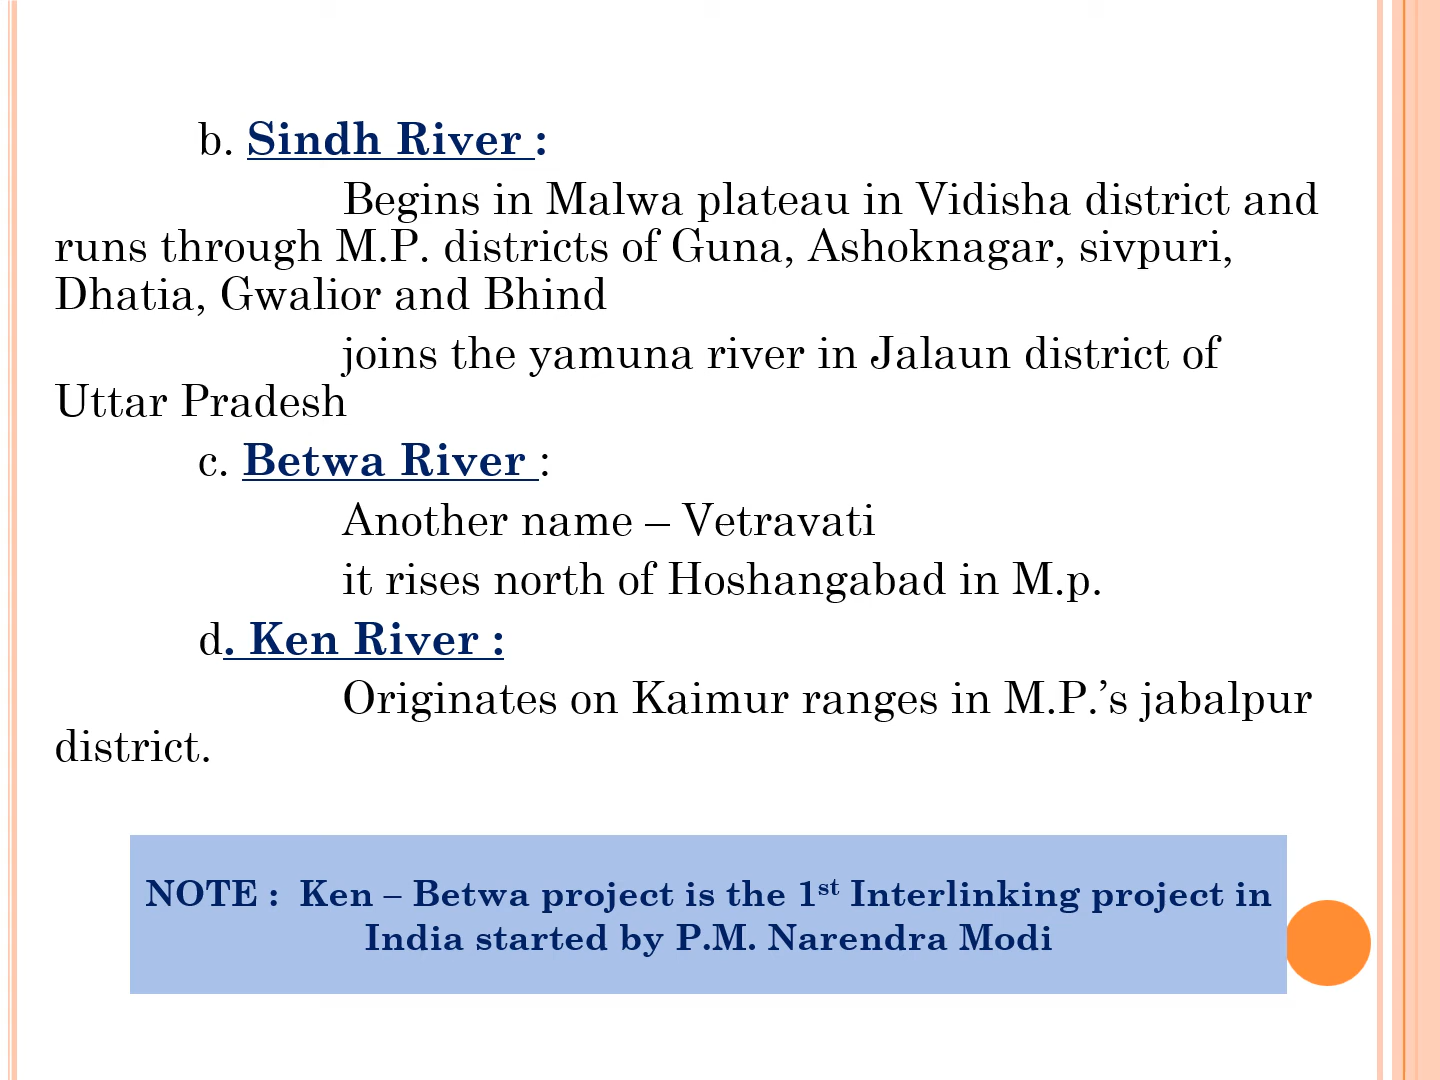 b. Sindh River :
Begins in Malwa plateau in Vidisha district and
runs through M.P. districts of Guna, Ashoknagar, sivpuri,
Dhatia, Gwalior and Bhind
joins the yamuna river in Jalaun district of
Uttar Pradesh
c. Betwa River :
Another name – Vetravati
it rises north of Hoshangabad in M.p.
d. Ken River :
Originates on Kaimur ranges in M.P.’s jabalpur
district.
NOTE : Ken – Betwa project is the 1st Interlinking project in
India started by P.M. Narendra Modi